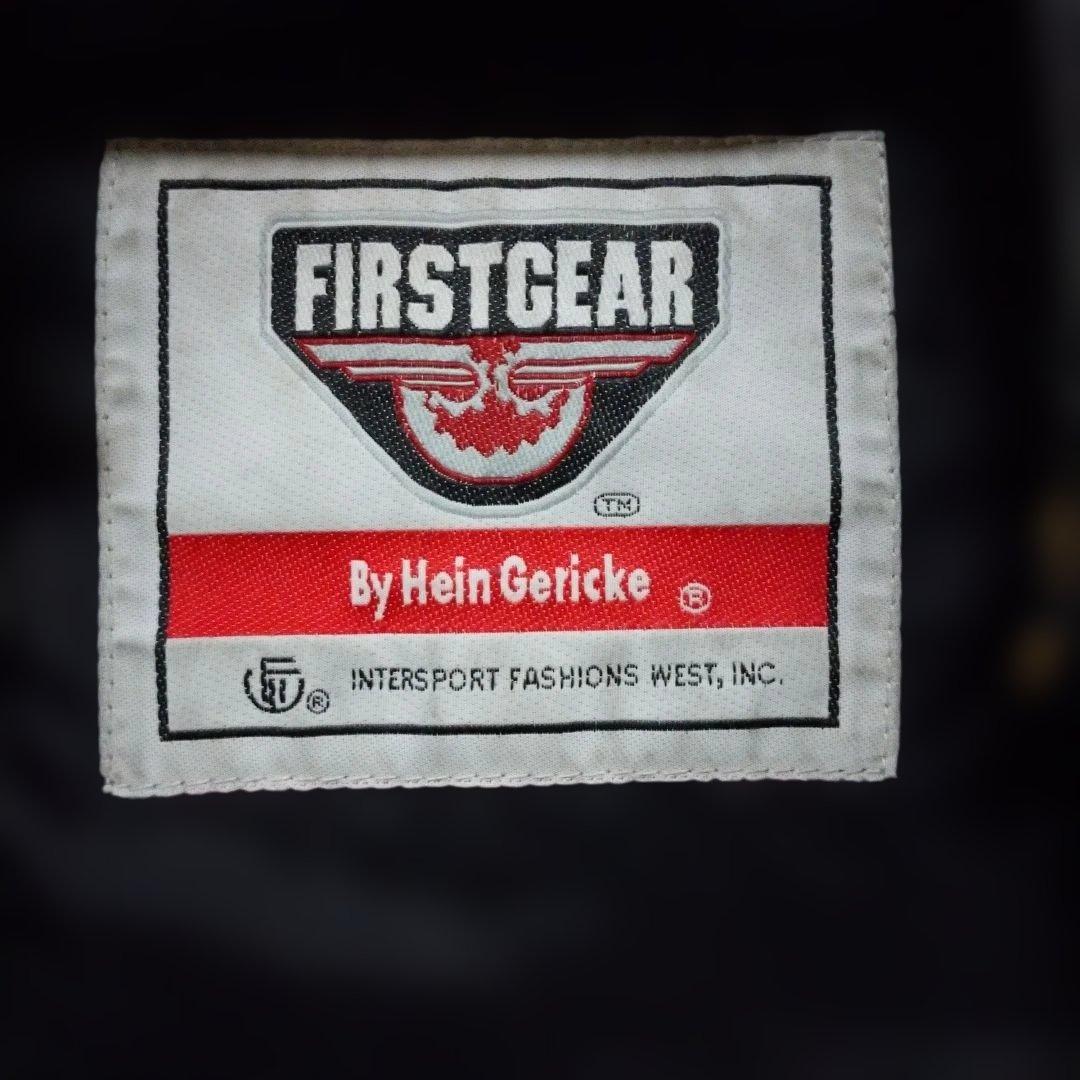 FIRSTGEAR
TM
By Hein Gericke ®
® INTERSPORT FASHIONS WEST, INC.